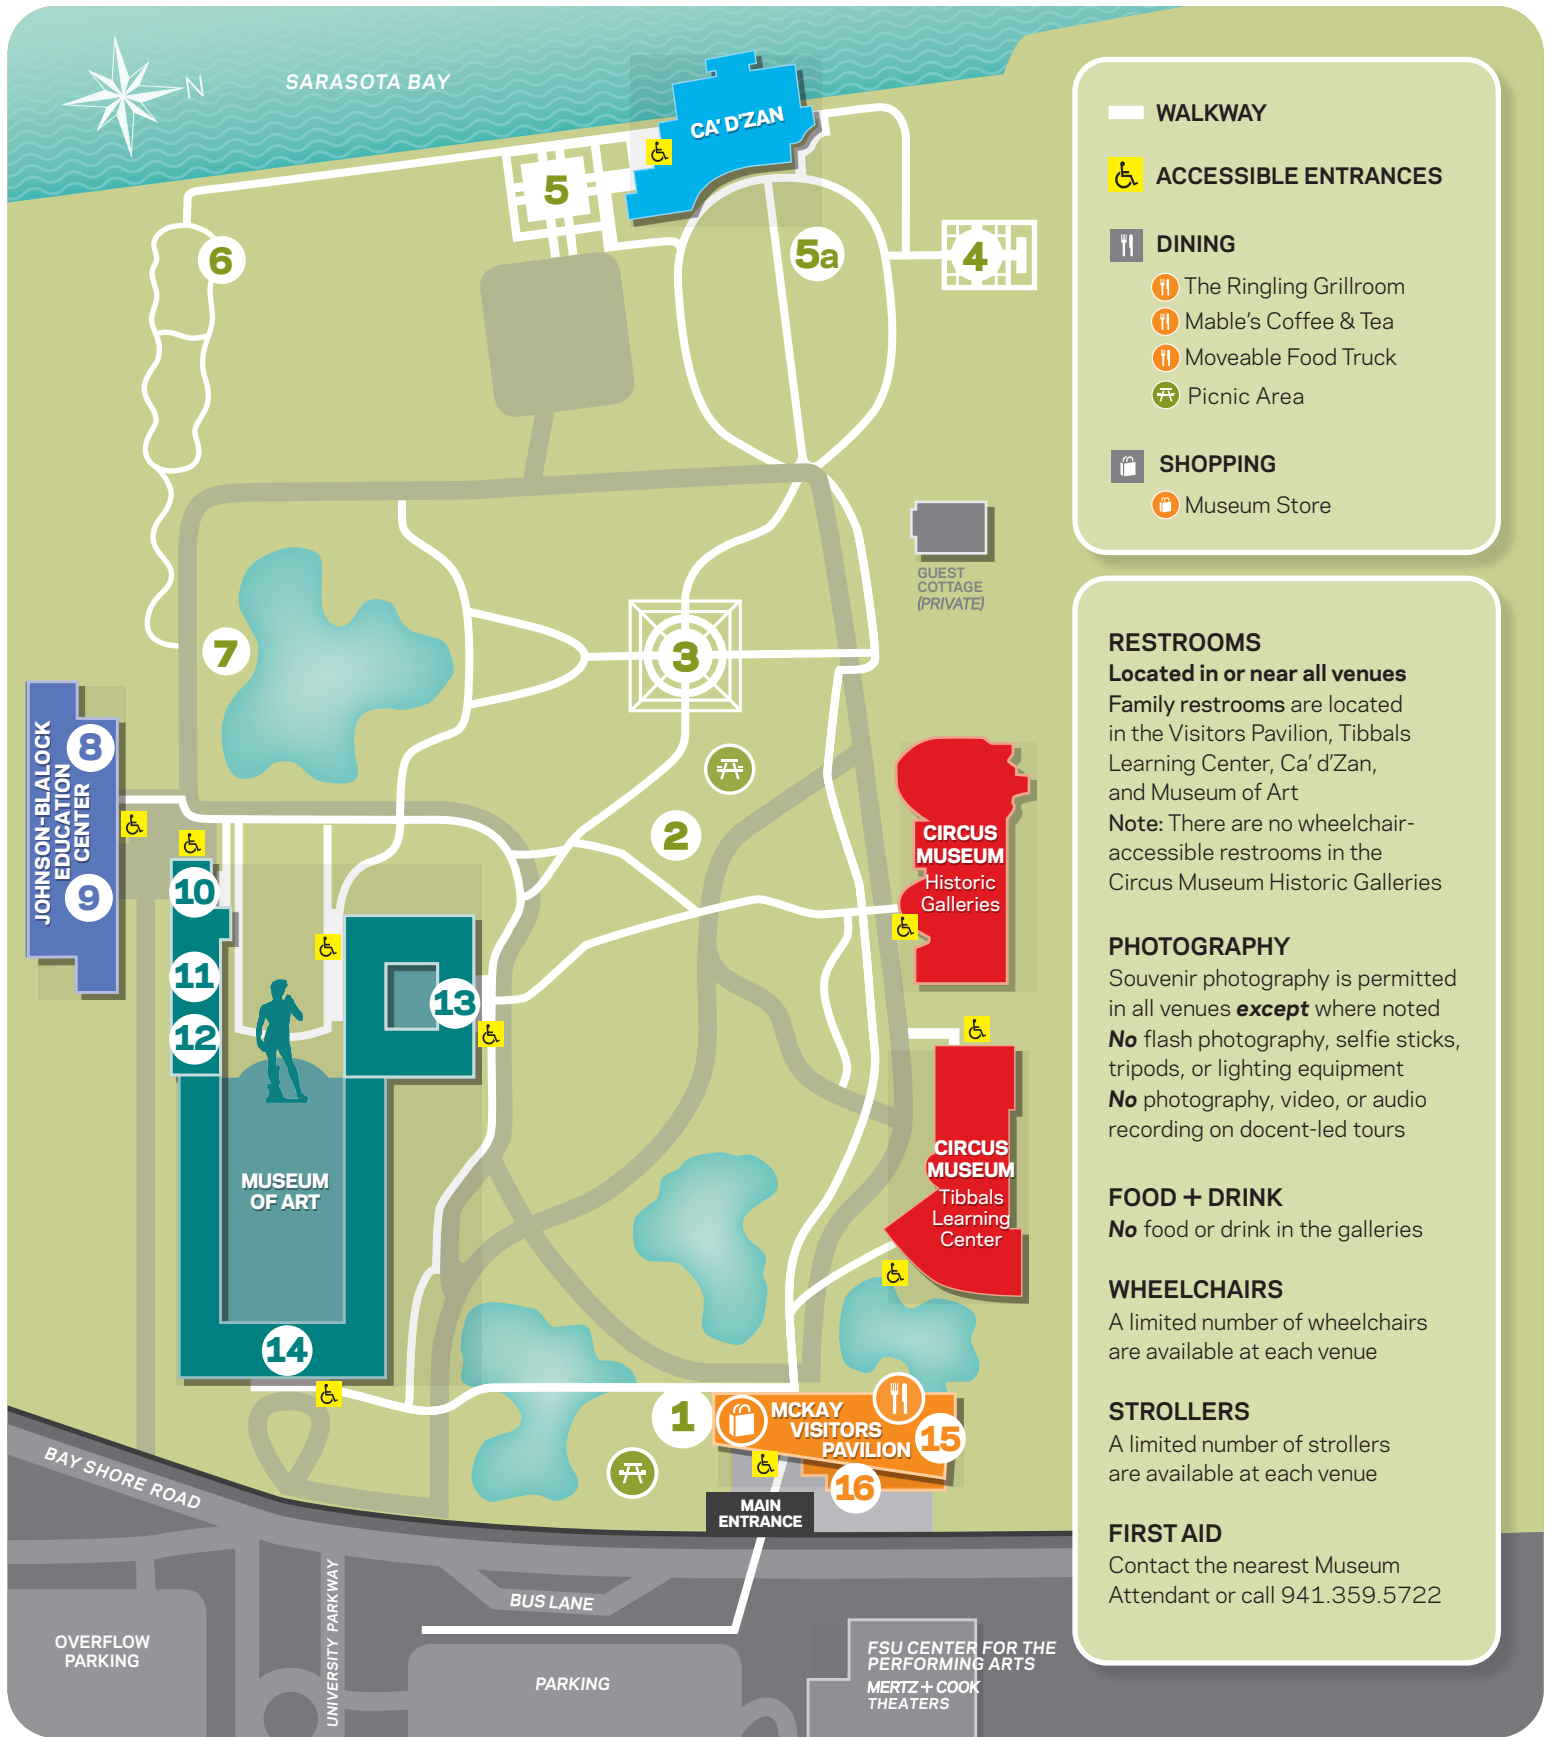 N
SARASOTA BAY
CA' D'ZAN
5
6
5a
4
GUEST
COTTAGE
(PRIVATE)
7
3
JOHNSON-BLALOCK
EDUCATION
CENTER
8
9
2
CIRCUS
MUSEUM
Historic
Galleries
10
11
12
13
MUSEUM
OF ART
CIRCUS
MUSEUM
Tibbals
Learning
Center
14
1
MCKAY
VISITORS
PAVILION
15
16
MAIN
ENTRANCE
BAY SHORE ROAD
UNIVERSITY PARKWAY
BUS LANE
OVERFLOW
PARKING
PARKING
FSU CENTER FOR THE
PERFORMING ARTS
MERTZ + COOK
THEATERS
WALKWAY
ACCESSIBLE ENTRANCES
DINING
The Ringling Grillroom
Mable's Coffee & Tea
Moveable Food Truck
Picnic Area
SHOPPING
Museum Store
RESTROOMS
Located in or near all venues
Family restrooms are located
in the Visitors Pavilion, Tibbals
Learning Center, Ca' d'Zan,
and Museum of Art
Note: There are no wheelchair-
accessible restrooms in the
Circus Museum Historic Galleries
PHOTOGRAPHY
Souvenir photography is permitted
in all venues except where noted
No flash photography, selfie sticks,
tripods, or lighting equipment
No photography, video, or audio
recording on docent-led tours
FOOD + DRINK
No food or drink in the galleries
WHEELCHAIRS
A limited number of wheelchairs
are available at each venue
STROLLERS
A limited number of strollers
are available at each venue
FIRST AID
Contact the nearest Museum
Attendant or call 941.359.5722